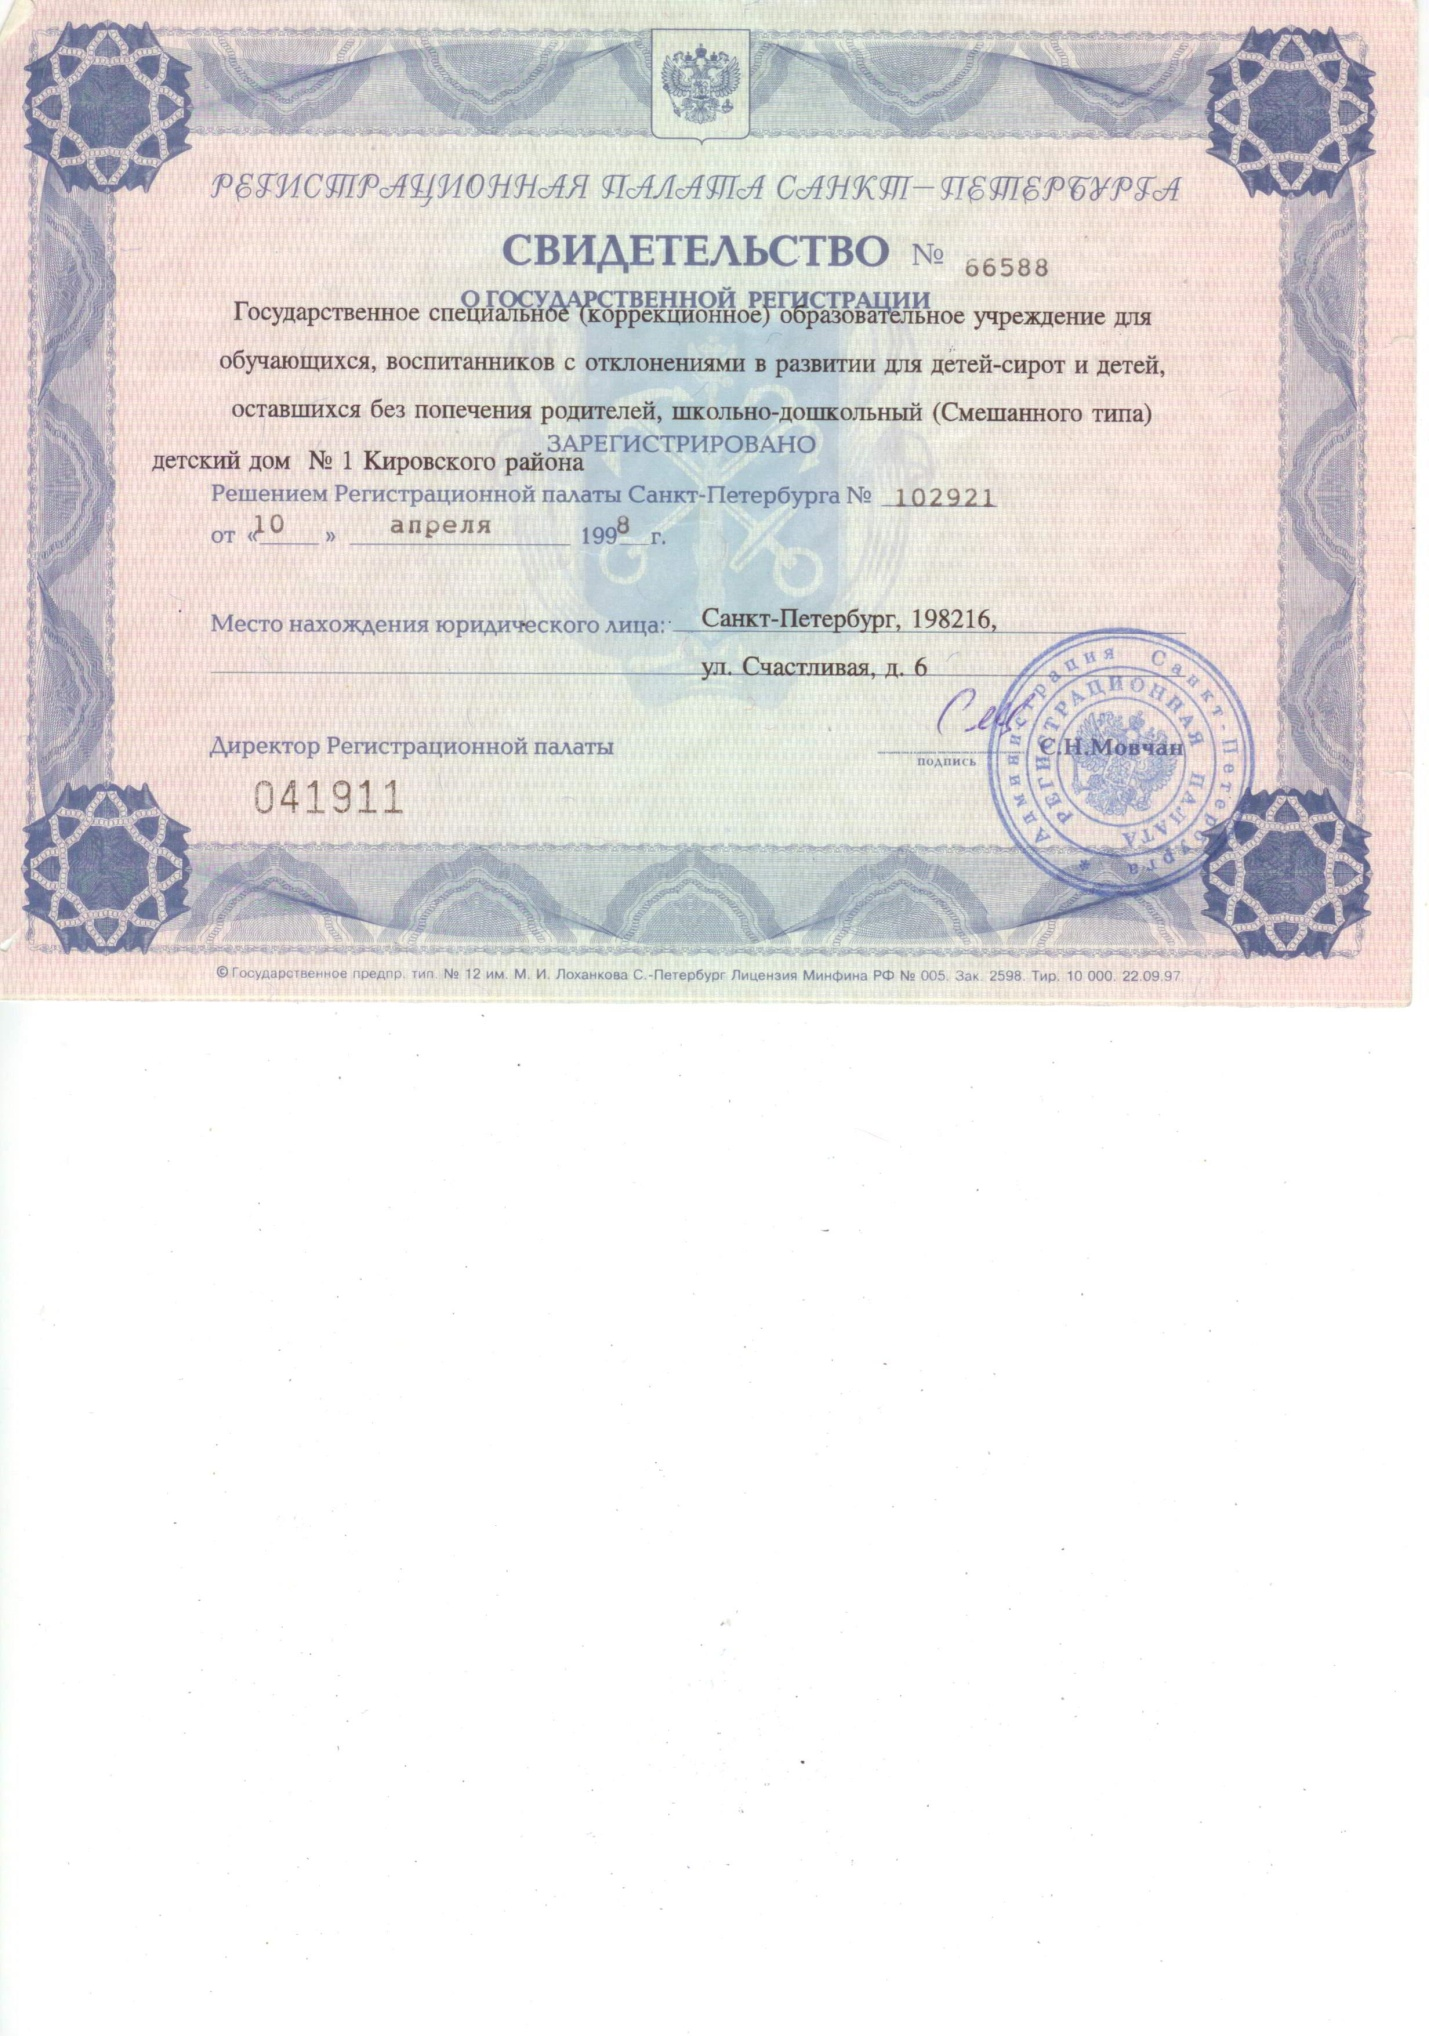 РЕГИСТРАЦИОННАЯ ПАЛАТА САНКТ-ПЕТЕРБУРГА
СВИДЕТЕЛЬСТВО № 66588
О ГОСУДАРСТВЕННОЙ РЕГИСТРАЦИИ
Государственное специальное (коррекционное) образовательное учреждение для
обучающихся, воспитанников с отклонениями в развитии для детей-сирот и детей,
оставшихся без попечения родителей, школьно-дошкольный (Смешанного типа)
ЗАРЕГИСТРИРОВАНО
детский дом № 1 Кировского района
Решением Регистрационной палаты Санкт-Петербурга № 102921
от «10» апреля 1998 г.
Место нахождения юридического лица: Санкт-Петербург, 198216,
ул. Счастливая, д. 6
Директор Регистрационной палаты С.Н.Мовчан
подпись
041911
Администрация Санкт-Петербурга *
РЕГИСТРАЦИОННАЯ ПАЛАТА
© Государственное предпр. тип. № 12 им. М. И. Лоханкова С.-Петербург Лицензия Минфина РФ № 005. Зак. 2598. Тир. 10 000. 22.09.97.